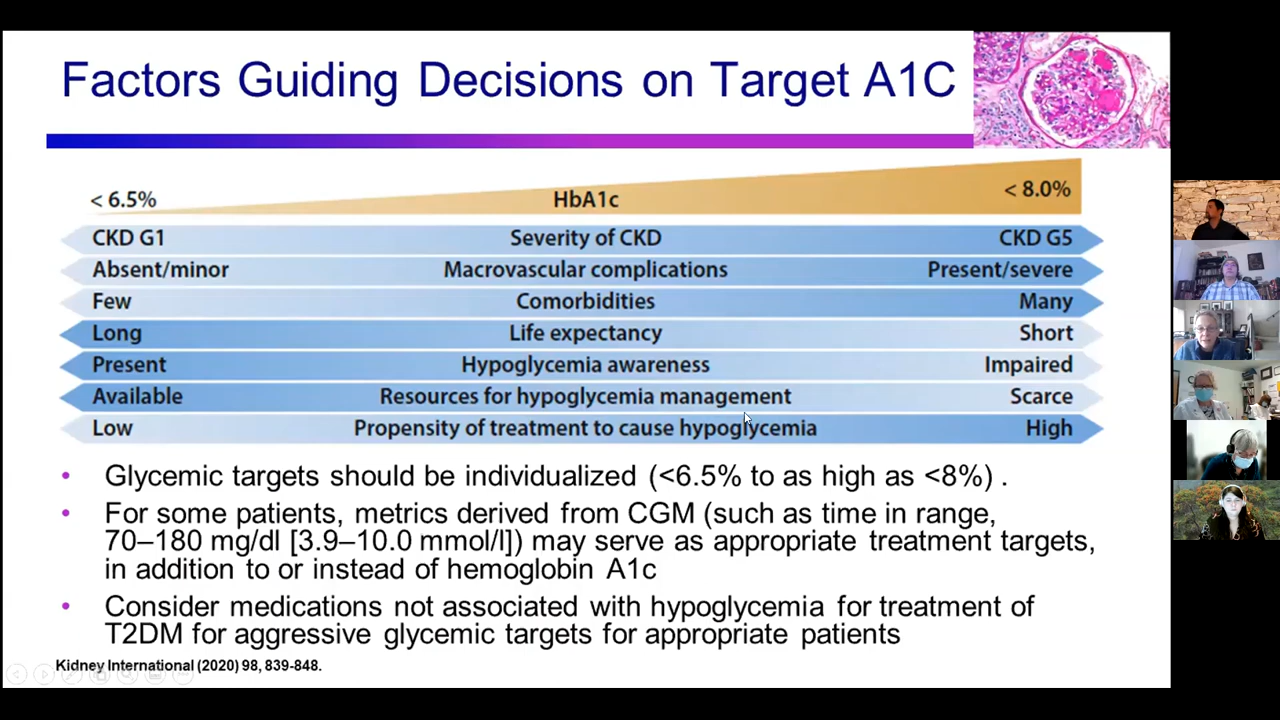 Factors Guiding Decisions on Target A1C
< 6.5% HbA1c < 8.0%
CKD G1 Severity of CKD CKD G5
Absent/minor Macrovascular complications Present/severe
Few Comorbidities Many
Long Life expectancy Short
Present Hypoglycemia awareness Impaired
Available Resources for hypoglycemia management Scarce
Low Propensity of treatment to cause hypoglycemia High
• Glycemic targets should be individualized (<6.5% to as high as <8%) .
• For some patients, metrics derived from CGM (such as time in range,
70–180 mg/dl [3.9–10.0 mmol/l]) may serve as appropriate treatment targets,
in addition to or instead of hemoglobin A1c
• Consider medications not associated with hypoglycemia for treatment of
T2DM for aggressive glycemic targets for appropriate patients
Kidney International (2020) 98, 839-848.